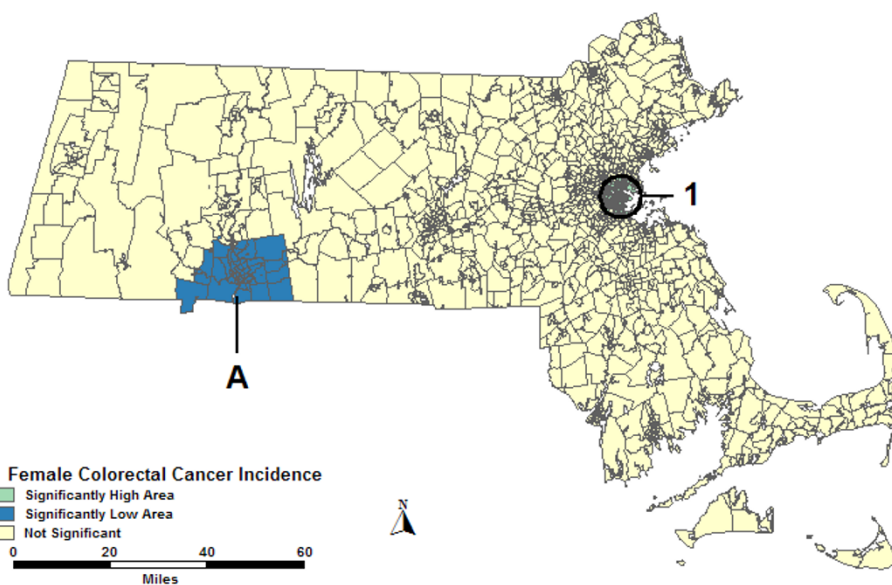 1
A
Female Colorectal Cancer Incidence
Significantly High Area
Significantly Low Area
Not Significant
N
0 20 40 60
Miles